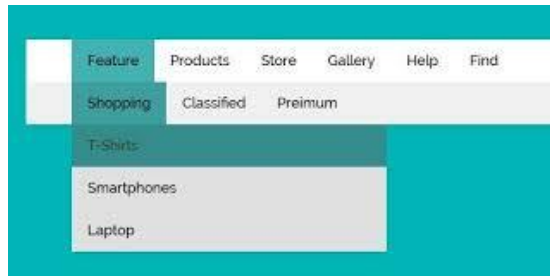 Feature Products Store Gallery Help Find
Shopping Classified Preimum
T-Shirts
Smartphones
Laptop